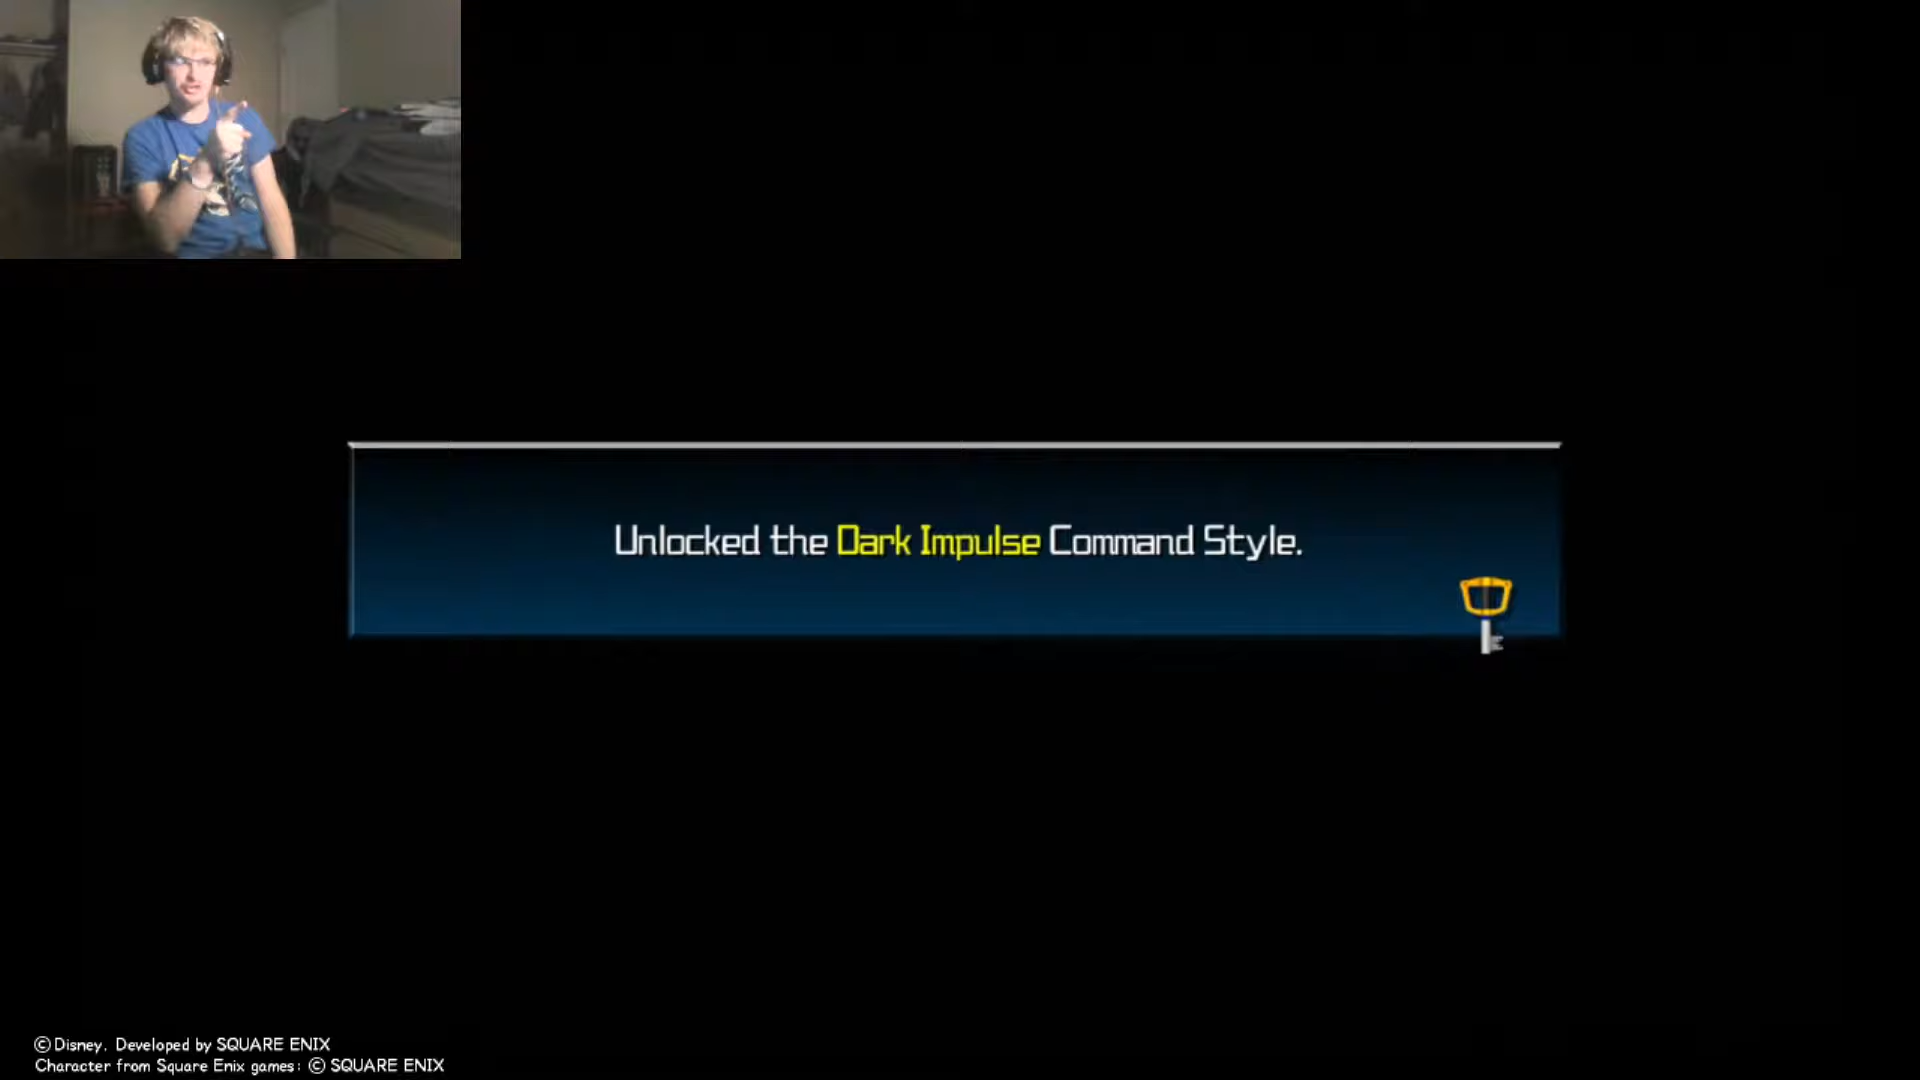 Unlocked the Dark Impulse Command Style.
©Disney. Developed by SQUARE ENIX
Character from Square Enix games: © SQUARE ENIX